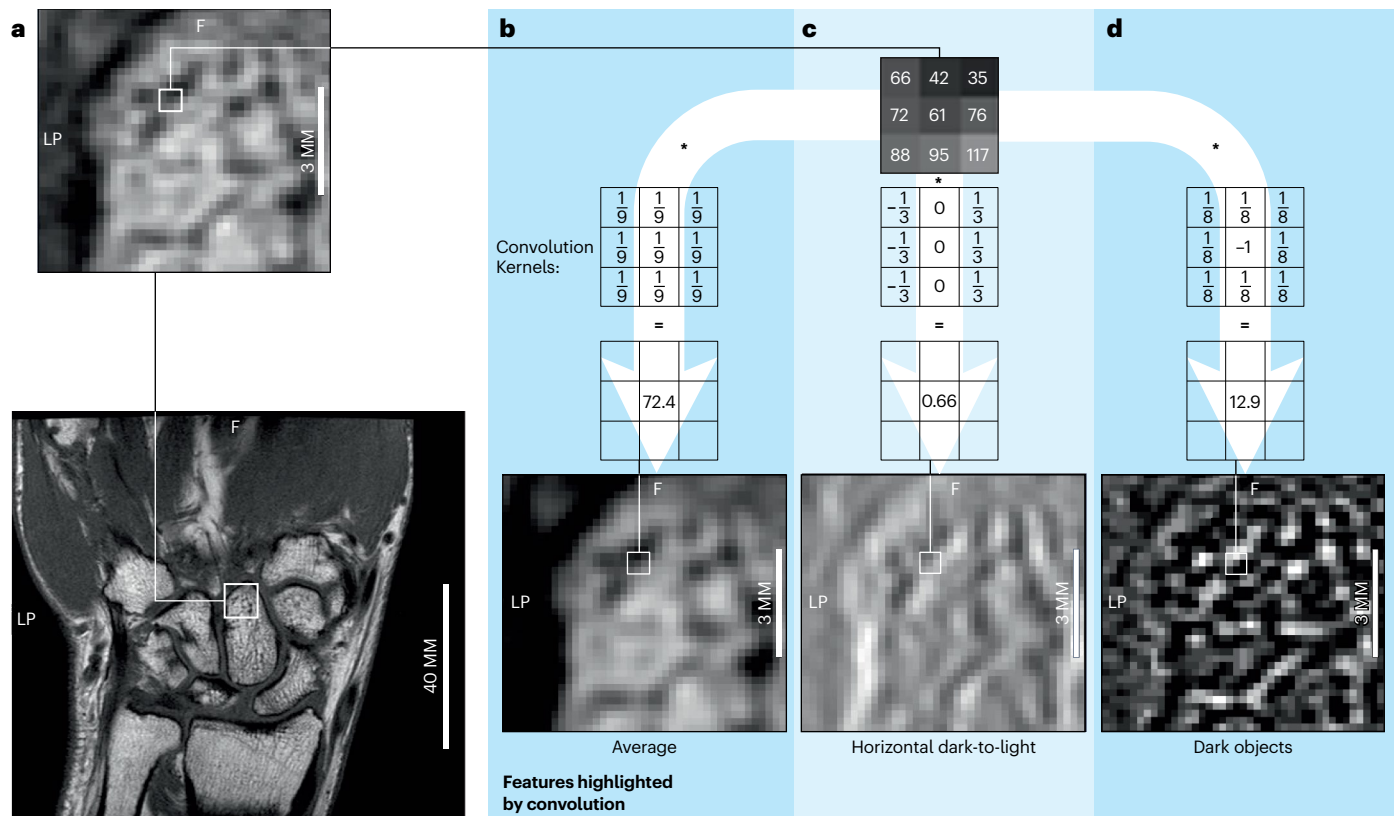 a
F
LP
3 MM
F
LP
40 MM
b
c
d
66 42 35
72 61 76
88 95 117
*
*
*
Convolution
Kernels:
1/9 1/9 1/9
1/9 1/9 1/9
1/9 1/9 1/9
−1/3 0 1/3
−1/3 0 1/3
−1/3 0 1/3
1/8 1/8 1/8
1/8 −1 1/8
1/8 1/8 1/8
=
=
=
72.4
0.66
12.9
F
LP
3 MM
F
LP
3 MM
F
LP
3 MM
Average
Horizontal dark-to-light
Dark objects
Features highlighted
by convolution